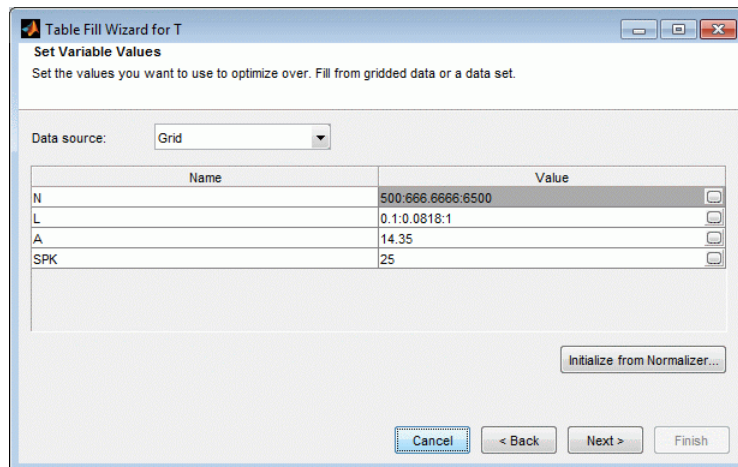 Table Fill Wizard for T
Set Variable Values
Set the values you want to use to optimize over. Fill from gridded data or a data set.
Data source: Grid
Name Value
N 500:666.6666:6500
L 0.1:0.0818:1
A 14.35
SPK 25
Initialize from Normalizer...
Cancel < Back Next > Finish